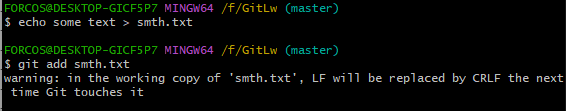 FORCOS@DESKTOP-GICF5P7 MINGW64 /f/GitLw (master)
$ echo some text > smth.txt
FORCOS@DESKTOP-GICF5P7 MINGW64 /f/GitLw (master)
$ git add smth.txt
warning: in the working copy of 'smth.txt', LF will be replaced by CRLF the next
 time Git touches it